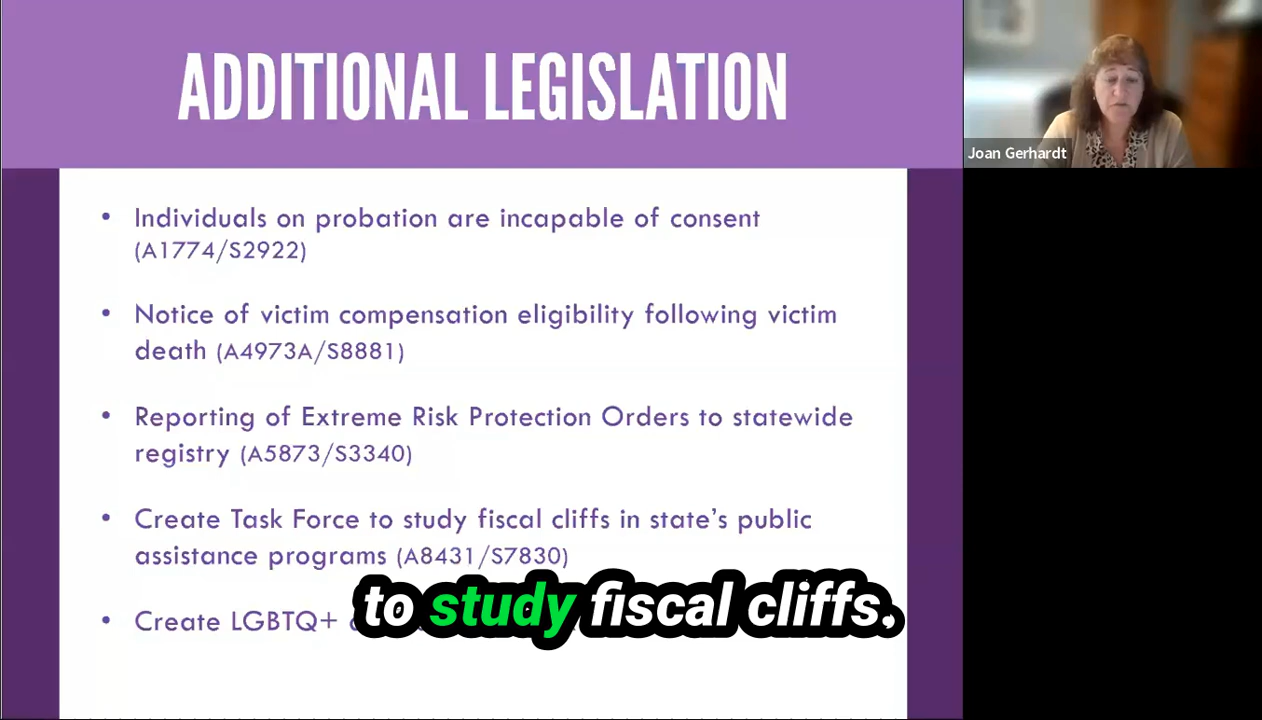 ADDITIONAL LEGISLATION
Joan Gerhardt
• Individuals on probation are incapable of consent
(A1774/S2922)
• Notice of victim compensation eligibility following victim
death (A4973A/S8881)
• Reporting of Extreme Risk Protection Orders to statewide
registry (A5873/S3340)
• Create Task Force to study fiscal cliffs in state's public
assistance programs (A8431/S7830)
to study fiscal cliffs.
• Create LGBTQ+